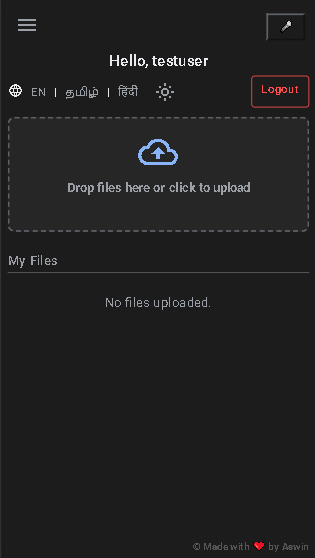 Hello, testuser
EN | தமிழ் | हिंदी
Logout
Drop files here or click to upload
My Files
No files uploaded.
© Made with ❤ by Aswin